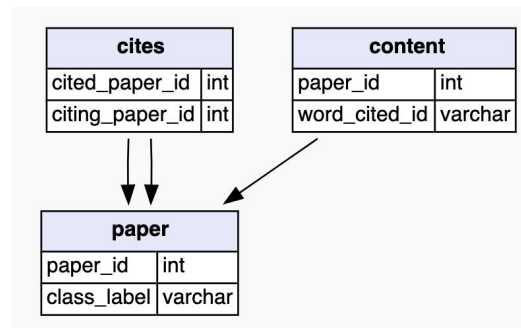 cites
cited_paper_id int
citing_paper_id int
content
paper_id int
word_cited_id varchar
paper
paper_id int
class_label varchar